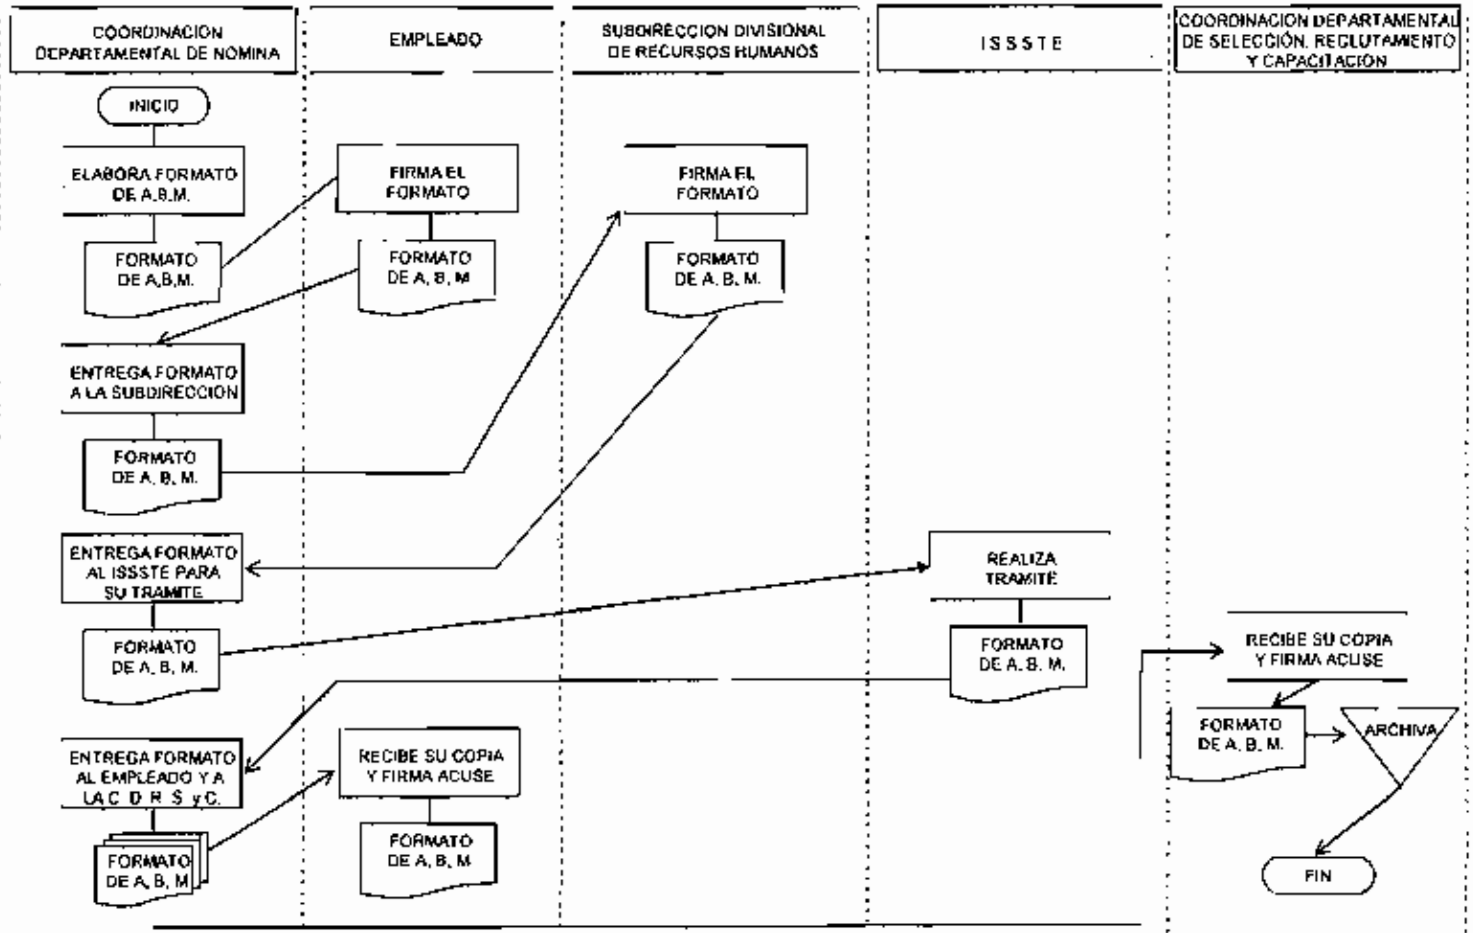 COORDINACION
DEPARTAMENTAL DE NOMINA
EMPLEADO
SUBDIRECCION DIVISIONAL
DE RECURSOS HUMANOS
I S S S T E
COORDINACION DEPARTAMENTAL
DE SELECCIÓN, RECLUTAMIENTO
Y CAPACITACION
INICIO
ELABORA FORMATO
DE A.B.M.
FIRMA EL
FORMATO
FIRMA EL
FORMATO
FORMATO
DE A,B,M.
FORMATO
DE A, B, M
FORMATO
DE A. B. M.
ENTREGA FORMATO
A LA SUBDIRECCION
FORMATO
DE A. B, M.
ENTREGA FORMATO
AL ISSSTE PARA
SU TRAMITE
REALIZA
TRAMITE
FORMATO
DE A, B, M.
FORMATO
DE A. B. M.
RECIBE SU COPIA
Y FIRMA ACUSE
FORMATO
DE A. B. M.
ARCHIVA
ENTREGA FORMATO
AL EMPLEADO Y A
LA C D R S y C.
RECIBE SU COPIA
Y FIRMA ACUSE
FORMATO
DE A, B, M
FORMATO
DE A, B, M
FIN